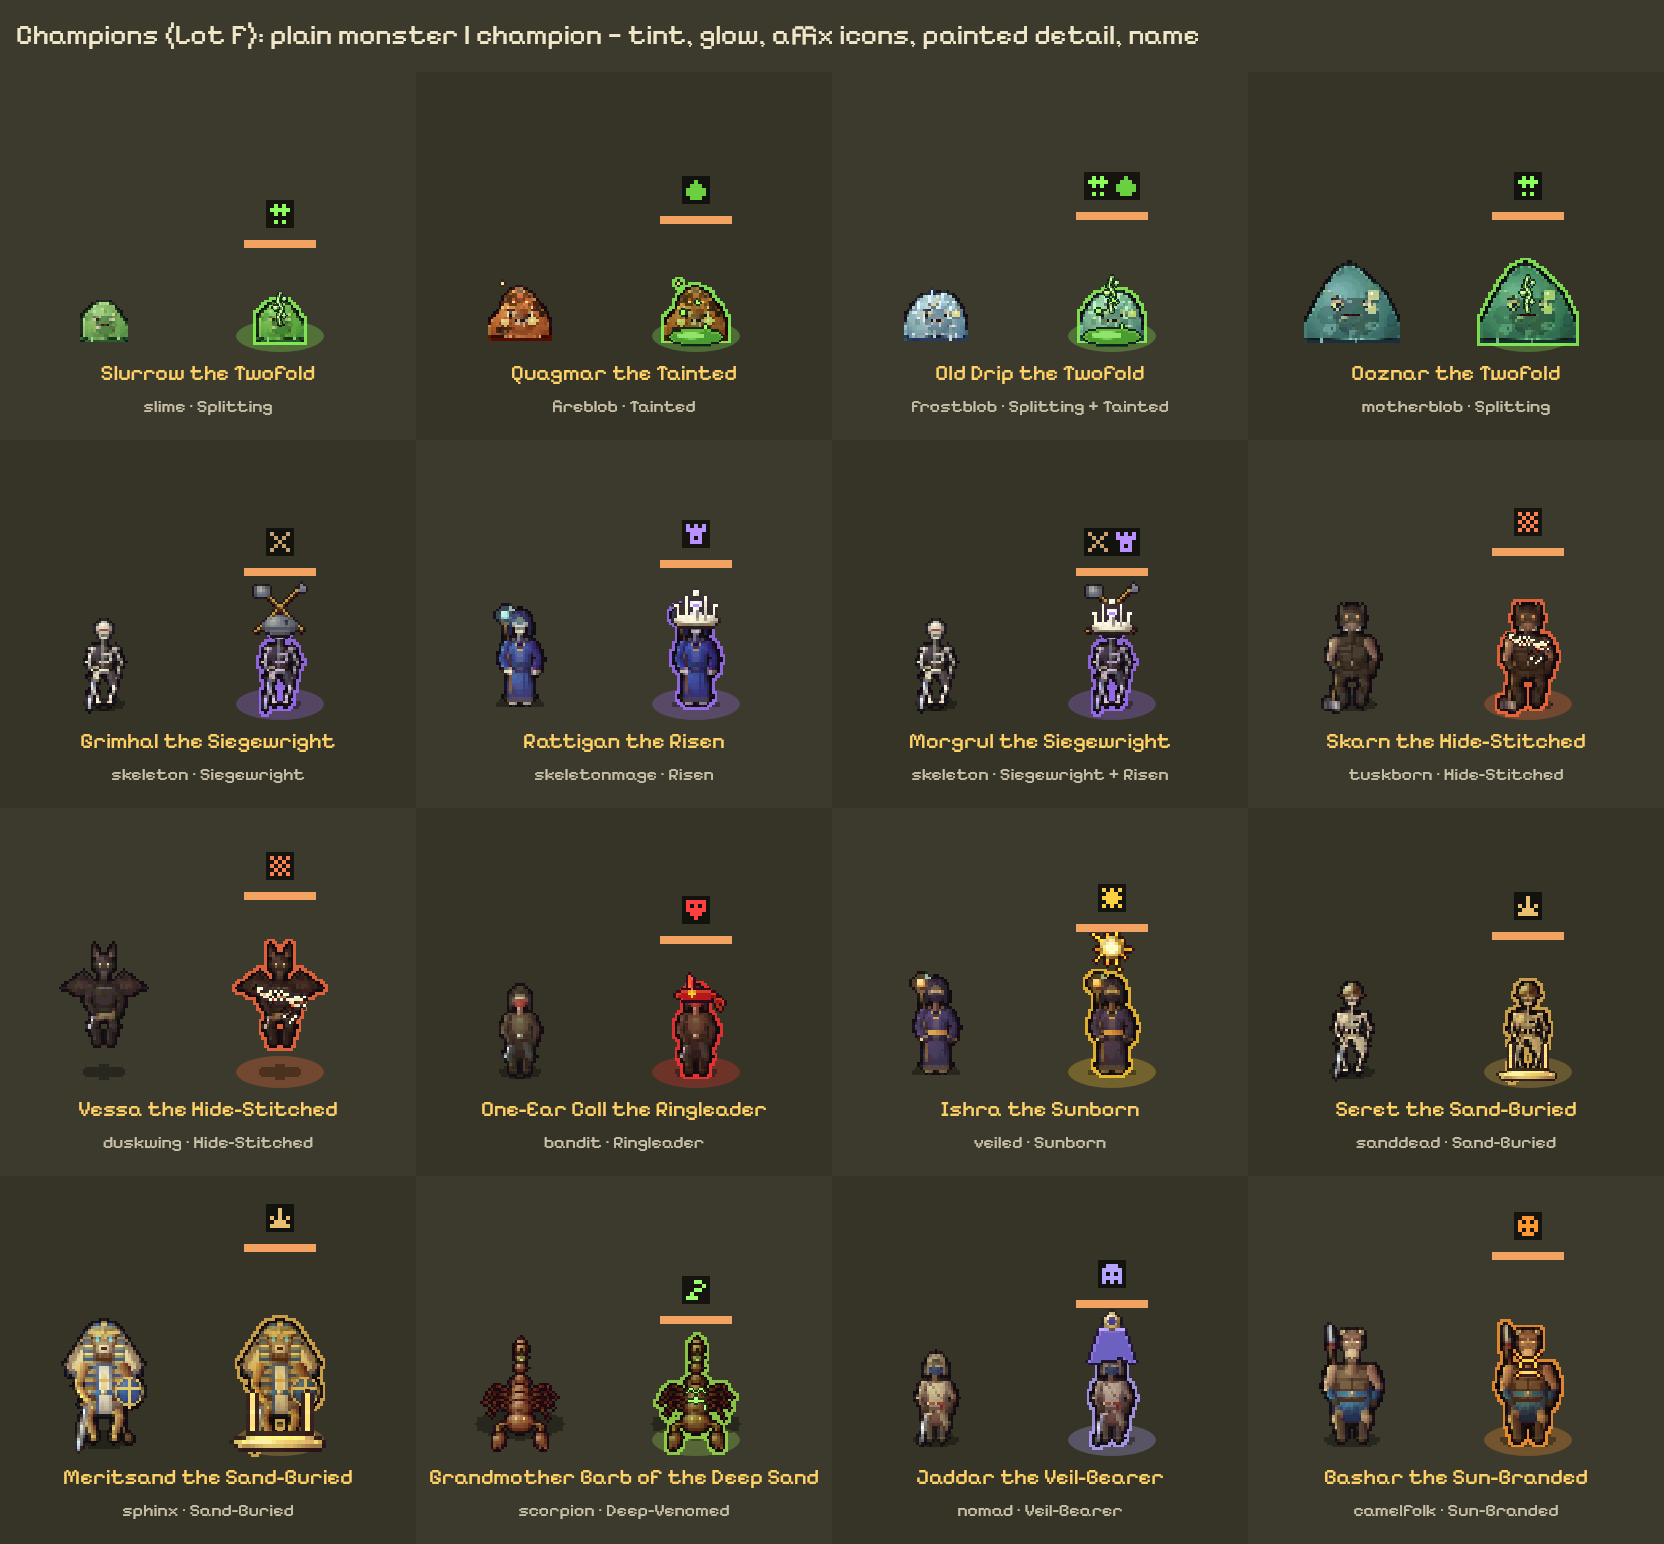 Champions (Lot F): plain monster | champion - tint, glow, affix icons, painted detail, name
Slurrow the Twofold
slime · Splitting
Quagmar the Tainted
fireblob · Tainted
Old Drip the Twofold
frostblob · Splitting + Tainted
Ooznar the Twofold
motherblob · Splitting
Grimhal the Siegewright
skeleton · Siegewright
Rattigan the Risen
skeletonmage · Risen
Morgrul the Siegewright
skeleton · Siegewright + Risen
Skarn the Hide-Stitched
tuskborn · Hide-Stitched
Vessa the Hide-Stitched
duskwing · Hide-Stitched
One-Ear Coll the Ringleader
bandit · Ringleader
Ishra the Sunborn
veiled · Sunborn
Seret the Sand-Buried
sanddead · Sand-Buried
Meritsand the Sand-Buried
sphinx · Sand-Buried
Grandmother Barb of the Deep Sand
scorpion · Deep-Venomed
Jaddar the Veil-Bearer
nomad · Veil-Bearer
Bashar the Sun-Branded
camelfolk · Sun-Branded